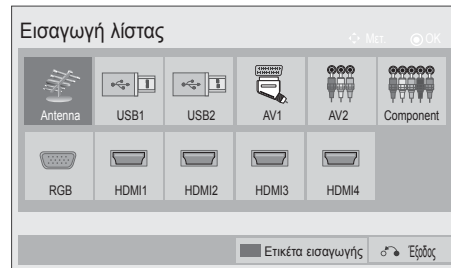 Εισαγωγή λίστας
Μετ. OK
Antenna USB1 USB2 AV1 AV2 Component
RGB HDMI1 HDMI2 HDMI3 HDMI4
Ετικέτα εισαγωγής Έξοδος